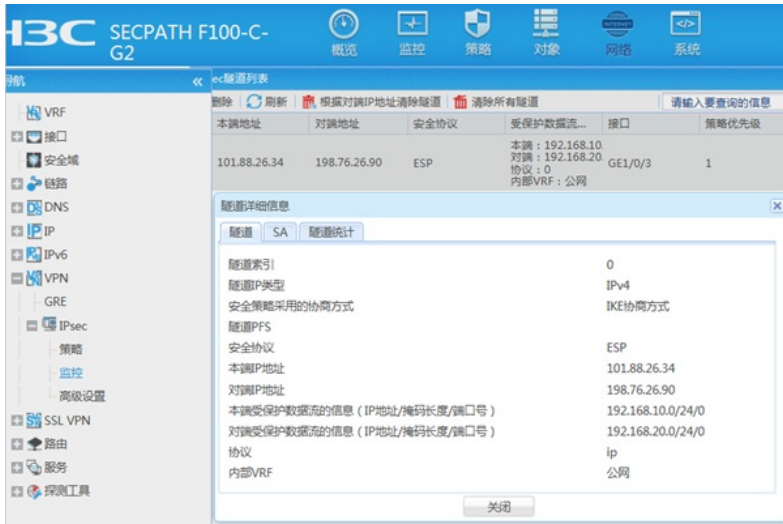 H3C SECPATH F100-C-G2
概览 监控 策略 对象 网络 系统
导航 «
VRF
接口
安全域
链路
DNS
IP
IPv6
VPN
GRE
IPsec
策略
监控
高级设置
SSL VPN
路由
服务
探测工具
ec隧道列表
删除 刷新 根据对端IP地址清除隧道 清除所有隧道 请输入要查询的信息
本端地址 对端地址 安全协议 受保护数据流... 接口 策略优先级
101.88.26.34 198.76.26.90 ESP
本端：192.168.10.
对端：192.168.20
协议：0
内部VRF：公网
GE1/0/3 1
隧道详细信息
隧道 SA 隧道统计
隧道索引 0
隧道IP类型 IPv4
安全策略采用的协商方式 IKE协商方式
隧道PFS
安全协议 ESP
本端IP地址 101.88.26.34
对端IP地址 198.76.26.90
本端受保护数据流的信息（IP地址/掩码长度/端口号） 192.168.10.0/24/0
对端受保护数据流的信息（IP地址/掩码长度/端口号） 192.168.20.0/24/0
协议 ip
内部VRF 公网
关闭